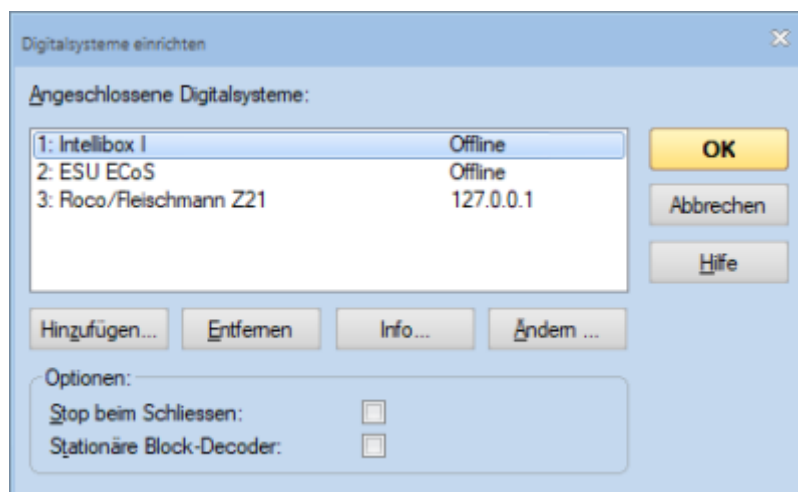 Digitalsysteme einrichten
Angeschlossene Digitalsysteme:
1: Intellibox I Offline
2: ESU ECoS Offline
3: Roco/Fleischmann Z21 127.0.0.1
OK
Abbrechen
Hilfe
Hinzufügen... Entfernen Info... Ändern ...
Optionen:
Stop beim Schliessen:
Stationäre Block-Decoder: